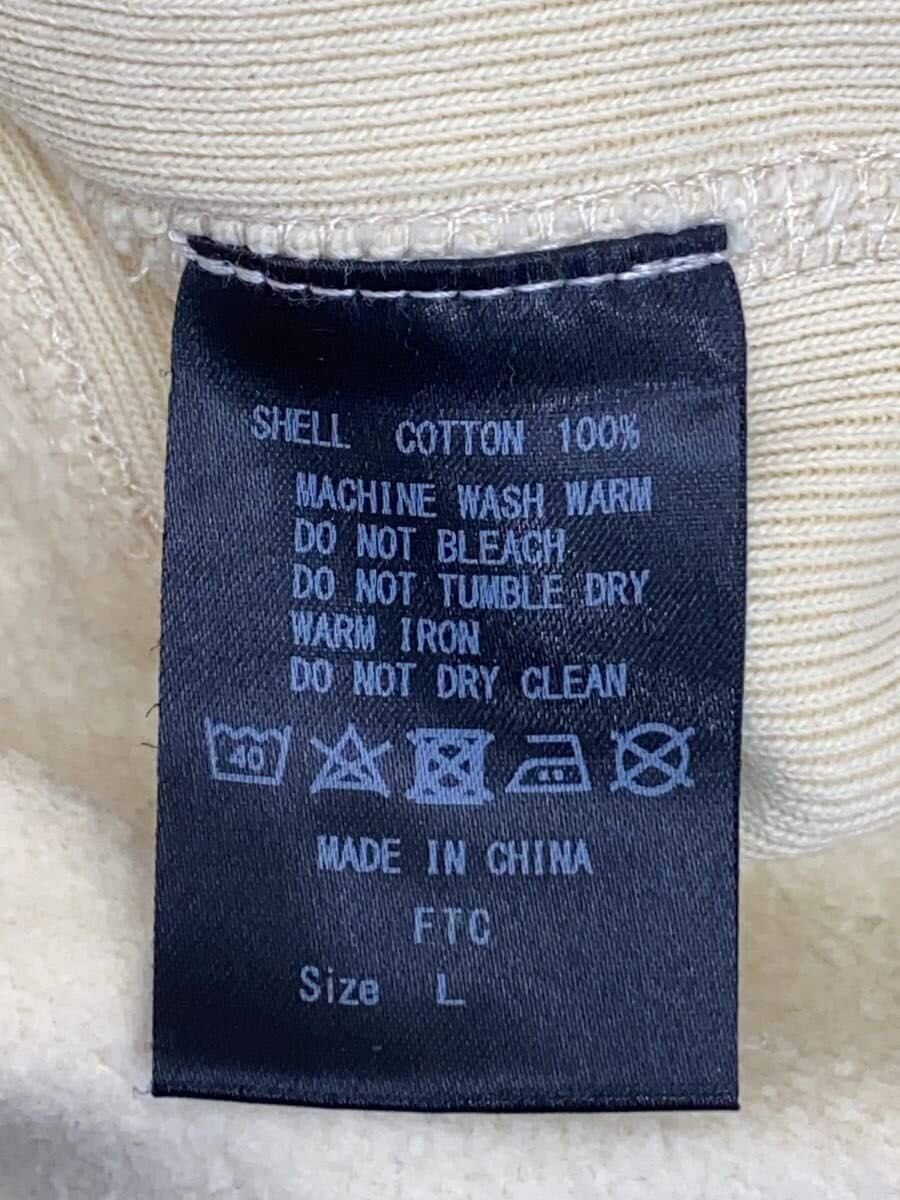 SHELL COTTON 100%
MACHINE WASH WARM
DO NOT BLEACH
DO NOT TUMBLE DRY
WARM IRON
DO NOT DRY CLEAN
40
MADE IN CHINA
FTC
Size L